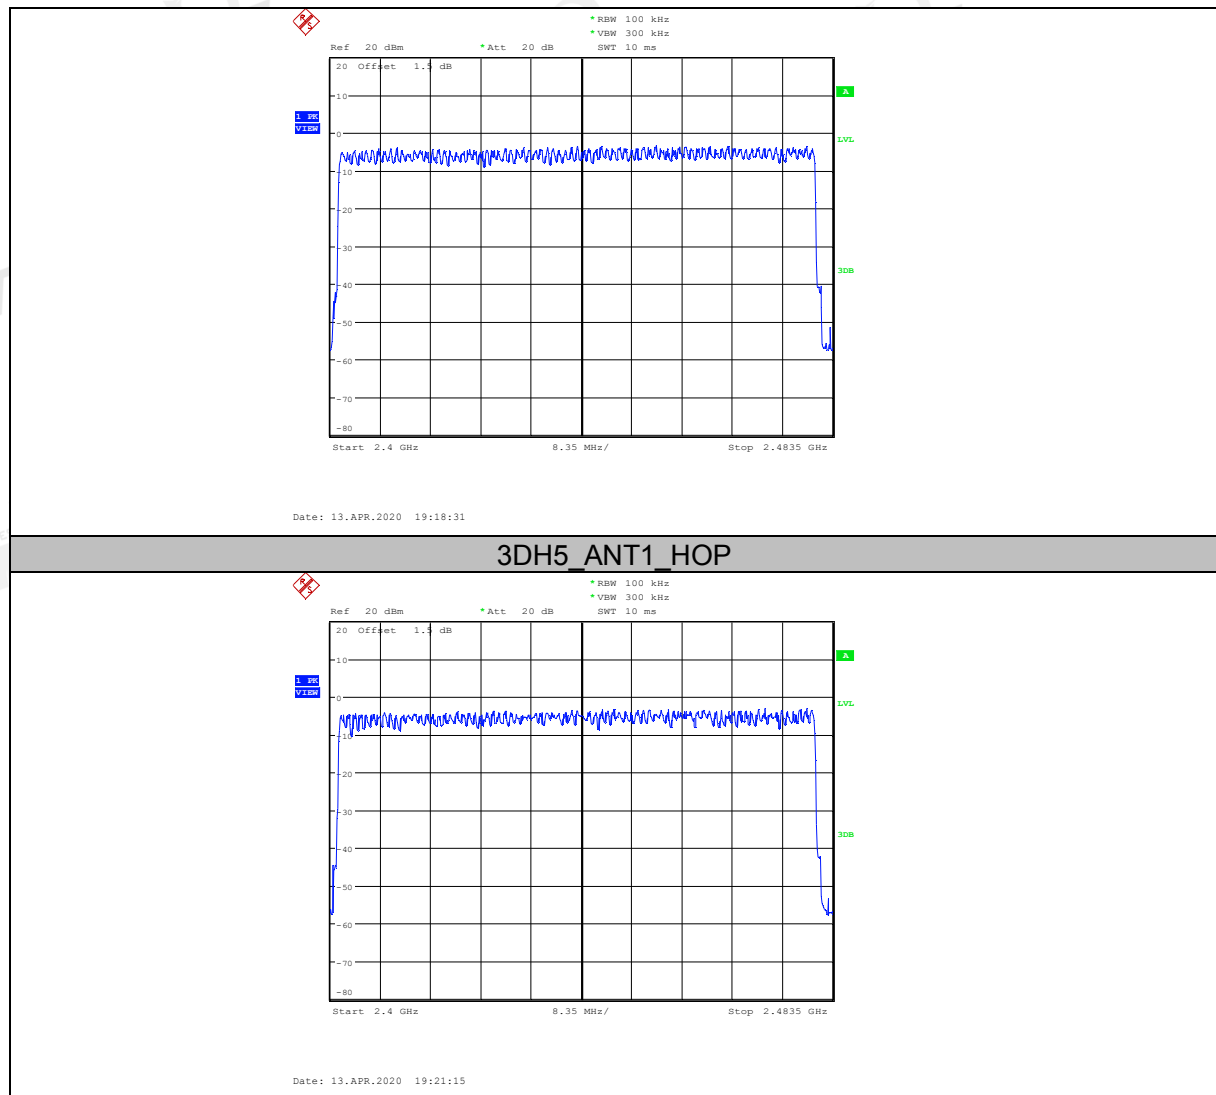 R S
* RBW 100 kHz
* VBW 300 kHz
Ref 20 dBm * Att 20 dB SWT 10 ms
20 Offset 1.5 dB
A
10
1 PK
VIEW
0
LVL
-10
-20
-30
3DB
-40
-50
-60
-70
-80
Start 2.4 GHz 8.35 MHz/ Stop 2.4835 GHz
Date: 13.APR.2020 19:18:31
3DH5_ANT1_HOP
R S
* RBW 100 kHz
* VBW 300 kHz
Ref 20 dBm * Att 20 dB SWT 10 ms
20 Offset 1.5 dB
A
10
1 PK
VIEW
0
LVL
-10
-20
-30
3DB
-40
-50
-60
-70
-80
Start 2.4 GHz 8.35 MHz/ Stop 2.4835 GHz
Date: 13.APR.2020 19:21:15